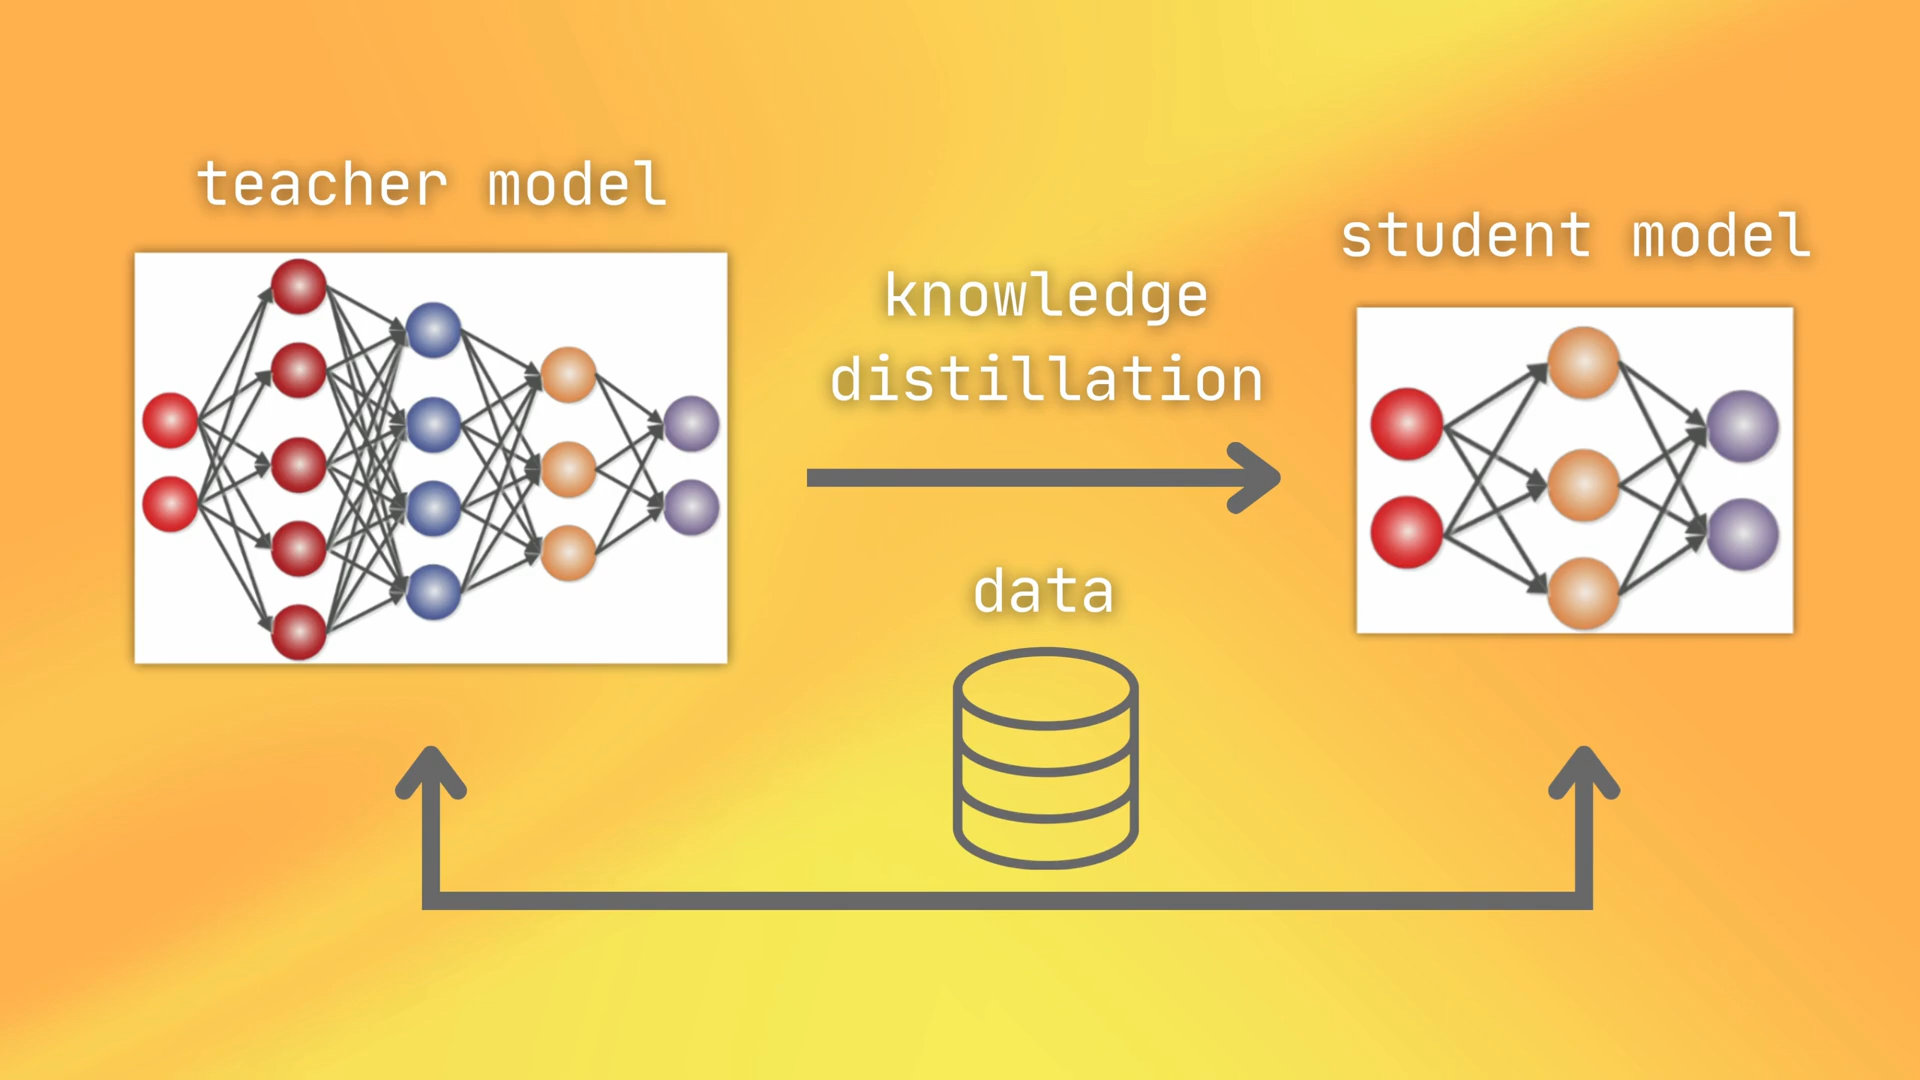 teacher model
student model
knowledge
distillation
data